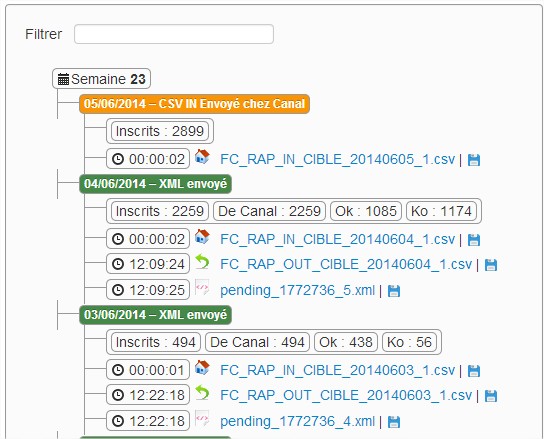 Filtrer
Semaine 23
05/06/2014 – CSV IN Envoyé chez Canal
Inscrits : 2899
00:00:02 FC_RAP_IN_CIBLE_20140605_1.csv |
04/06/2014 – XML envoyé
Inscrits : 2259 De Canal : 2259 Ok : 1085 Ko : 1174
00:00:02 FC_RAP_IN_CIBLE_20140604_1.csv |
12:09:24 FC_RAP_OUT_CIBLE_20140604_1.csv |
12:09:25 pending_1772736_5.xml |
03/06/2014 – XML envoyé
Inscrits : 494 De Canal : 494 Ok : 438 Ko : 56
00:00:01 FC_RAP_IN_CIBLE_20140603_1.csv |
12:22:18 FC_RAP_OUT_CIBLE_20140603_1.csv |
12:22:18 pending_1772736_4.xml |